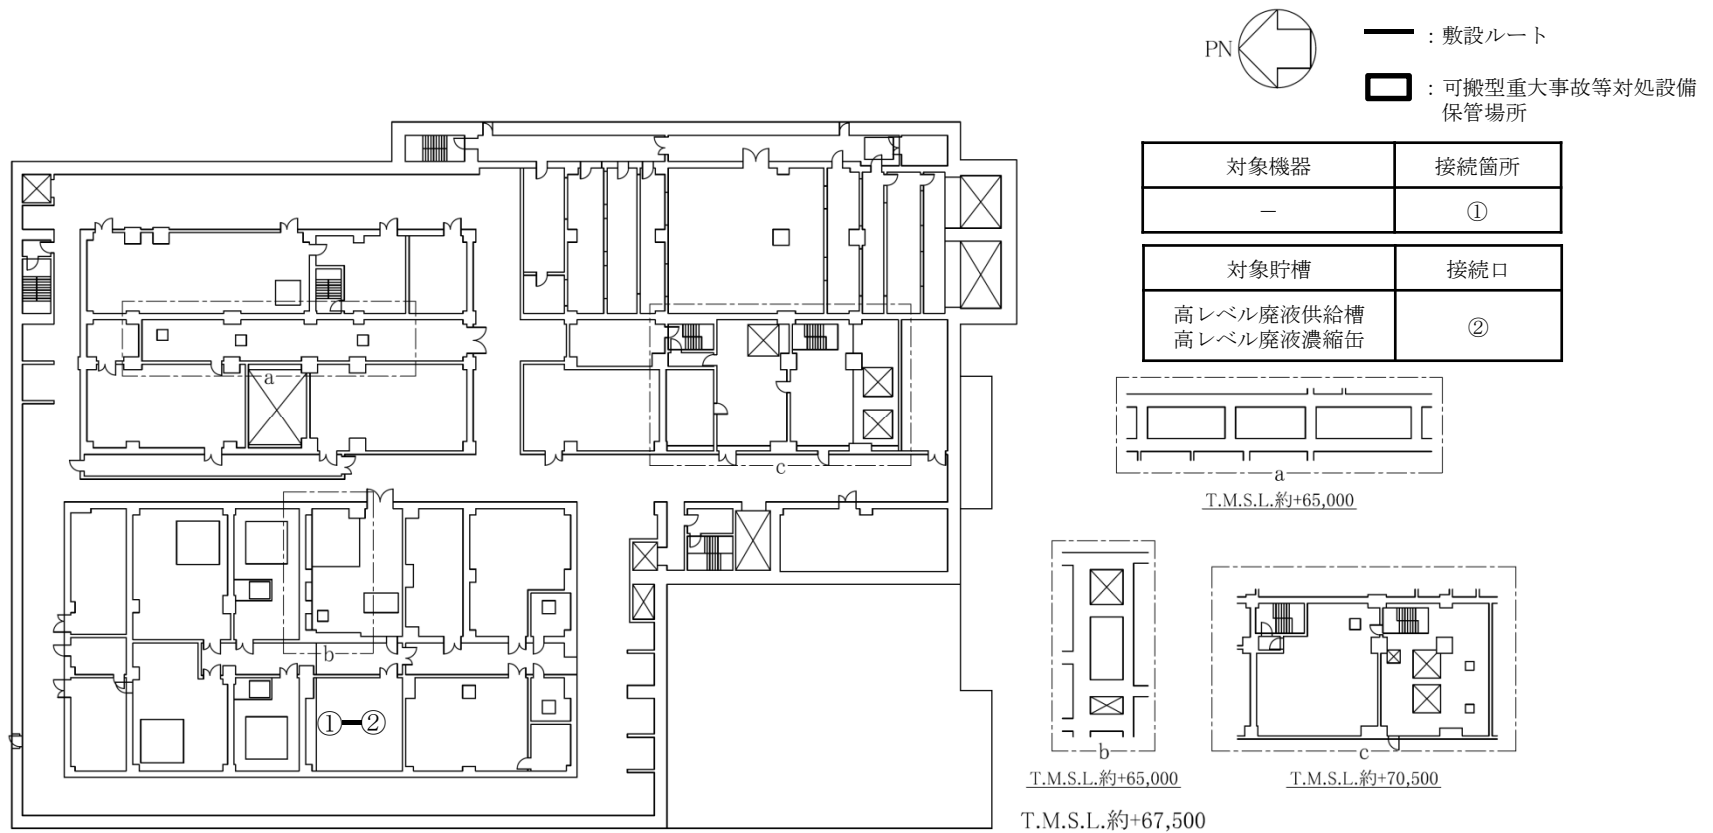 PN
：敷設ルート
：可搬型重大事故等対処設備
保管場所
対象機器 接続箇所
－ ①
対象貯槽 接続口
高レベル廃液供給槽
高レベル廃液濃縮缶
②
a
c
b
①
②
a
T.M.S.L.約+65,000
b
T.M.S.L.約+65,000
c
T.M.S.L.約+70,500
T.M.S.L.約+67,500